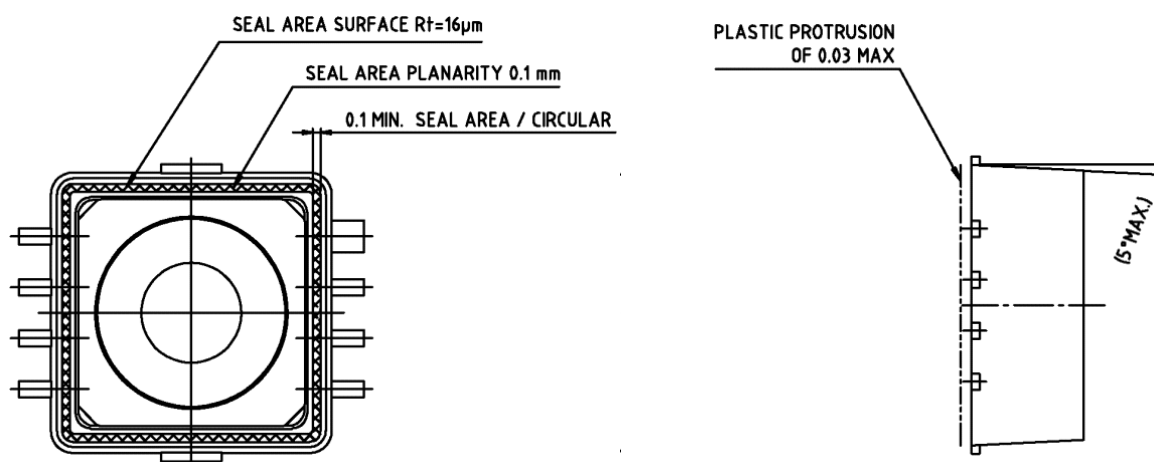 SEAL AREA SURFACE Rt=16µm
SEAL AREA PLANARITY 0.1 mm
0.1 MIN. SEAL AREA / CIRCULAR
PLASTIC PROTRUSION
OF 0.03 MAX
(5°MAX.)